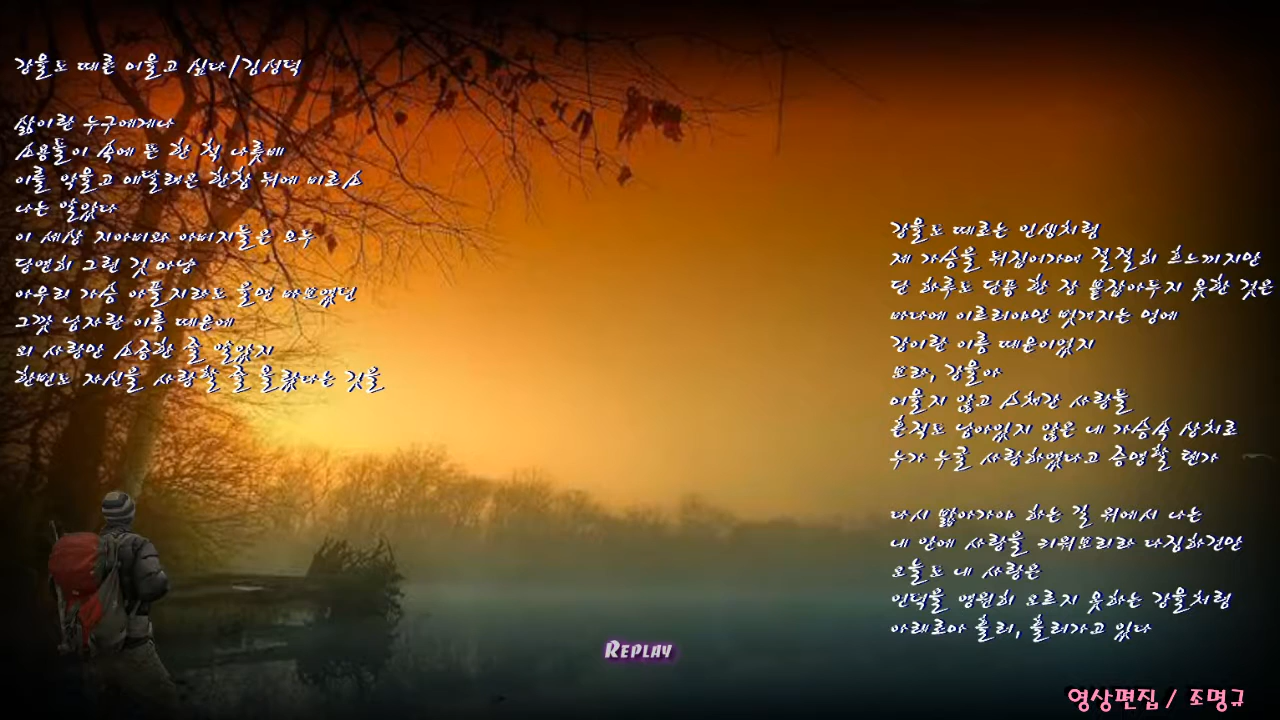 강물도 때론 머물고 싶다/김성덕
삶이란 누구에게나
소용돌이 속에 뜬 한 척 나룻배
이를 악물고 애달래온 한참 뒤에 비로소
나는 알았다
이 세상 지아비와 아버지들은 모두
당연히 그런 것 마냥
아무리 가슴 아플지라도 울면 바보였던
그깟 남자란 이름 때문에
외 사랑만 소중한 줄 알았지
한번도 자신을 사랑할 줄 몰랐다는 것을
강물도 때로는 인생처럼
제 가슴을 뒤집어가며 절절히 흐느끼지만
단 하루도 단풍 한 장 붙잡아두지 못한 것은
바다에 이르러야만 벗겨지는 멍에
강이란 이름 때문이었지
보라, 강물아
머물지 않고 스쳐간 사랑들
흔적도 남아있지 않은 네 가슴속 상처로
누가 누굴 사랑하였다고 증명할 텐가
다시 밟아가야 하는 길 위에서 나는
내 안에 사랑을 키워보리라 다짐하건만
오늘도 내 사랑은
언덕을 영원히 오르지 못하는 강물처럼
아래로만 흘러, 흘러가고 있다
Replay
영상편집 / 조명규